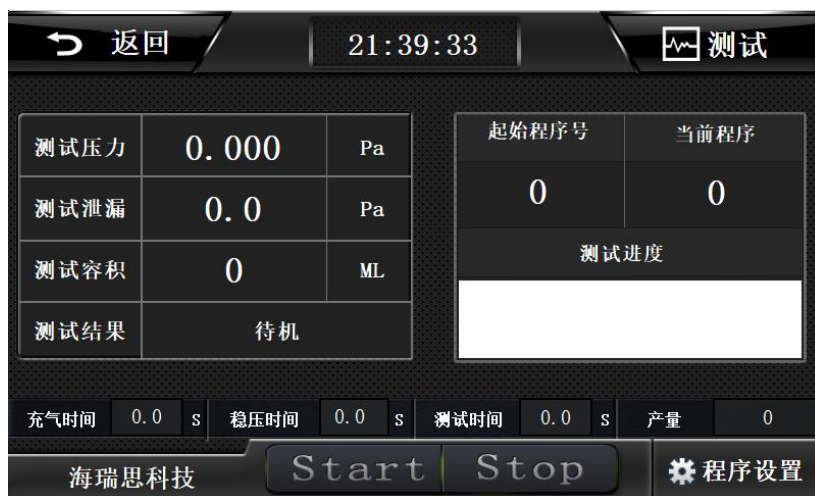 返回 21:39:33 测试
测试压力 0.000 Pa
测试泄漏 0.0 Pa
测试容积 0 ML
测试结果 待机
起始程序号 当前程序
0 0
测试进度
充气时间 0.0 S 稳压时间 0.0 S 测试时间 0.0 S 产量 0
海瑞思科技 Start Stop 程序设置